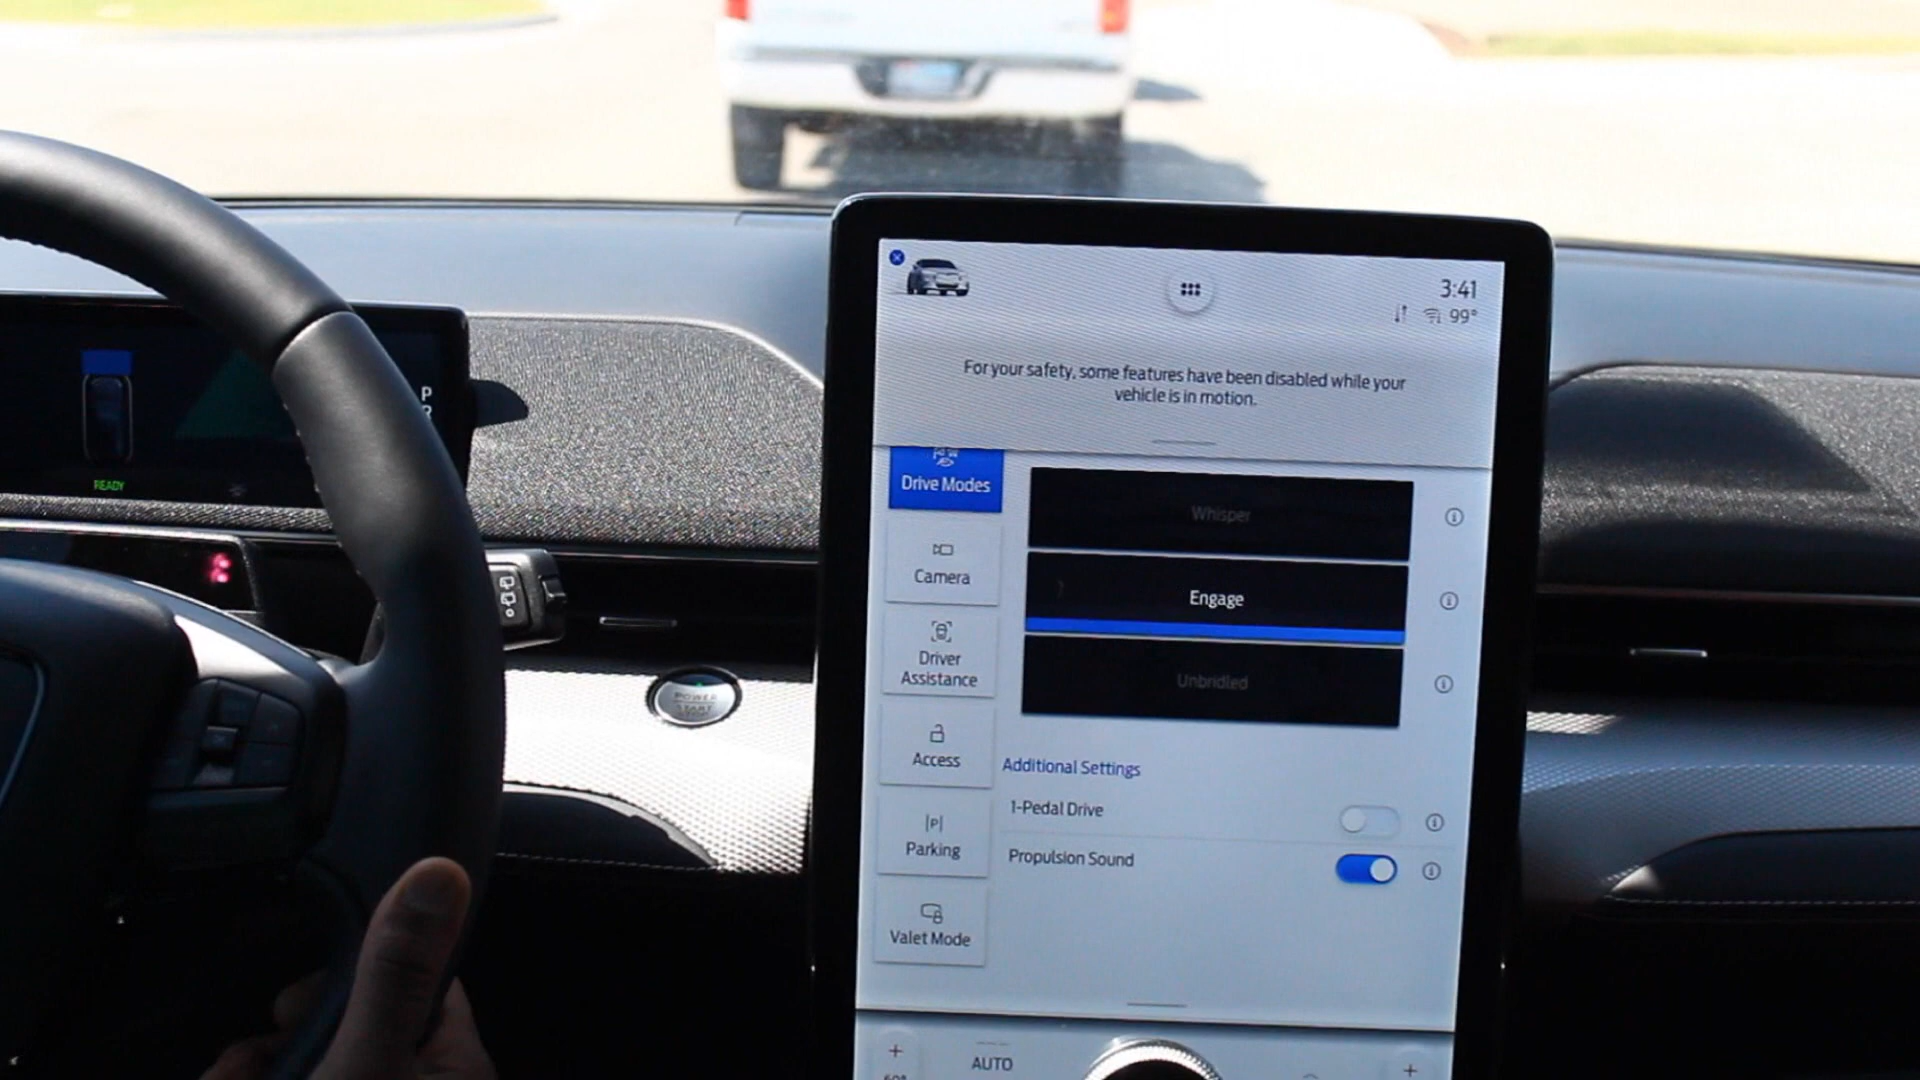 3:41
99°
For your safety, some features have been disabled while your
vehicle is in motion.
P
R
READY
Drive Modes
Camera
Driver
Assistance
Access
Parking
Valet Mode
Whisper
Engage
Unbridled
Additional Settings
1-Pedal Drive
Propulsion Sound
POWER
START
AUTO